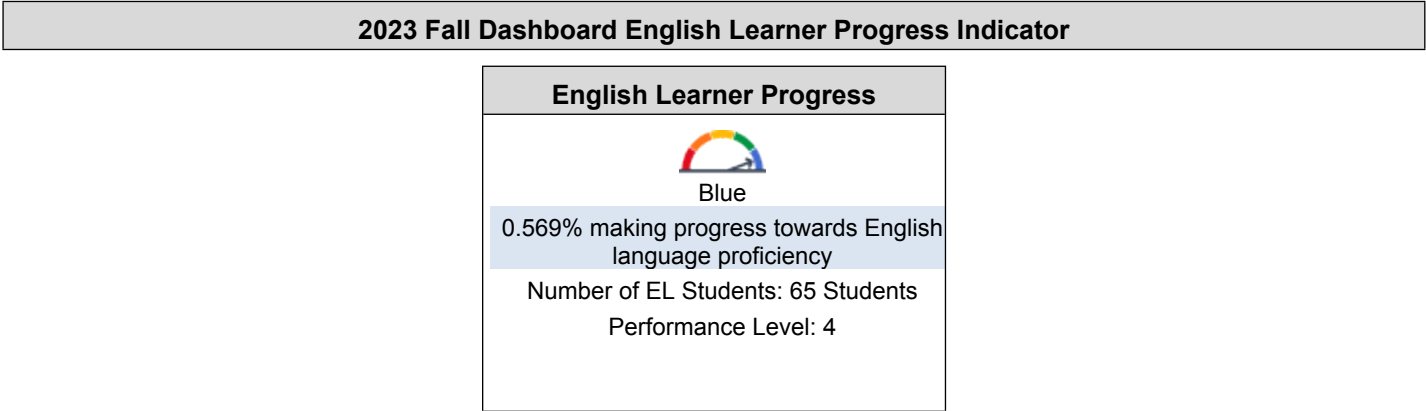 2023 Fall Dashboard English Learner Progress Indicator
English Learner Progress
Blue
0.569% making progress towards English
language proficiency
Number of EL Students: 65 Students
Performance Level: 4